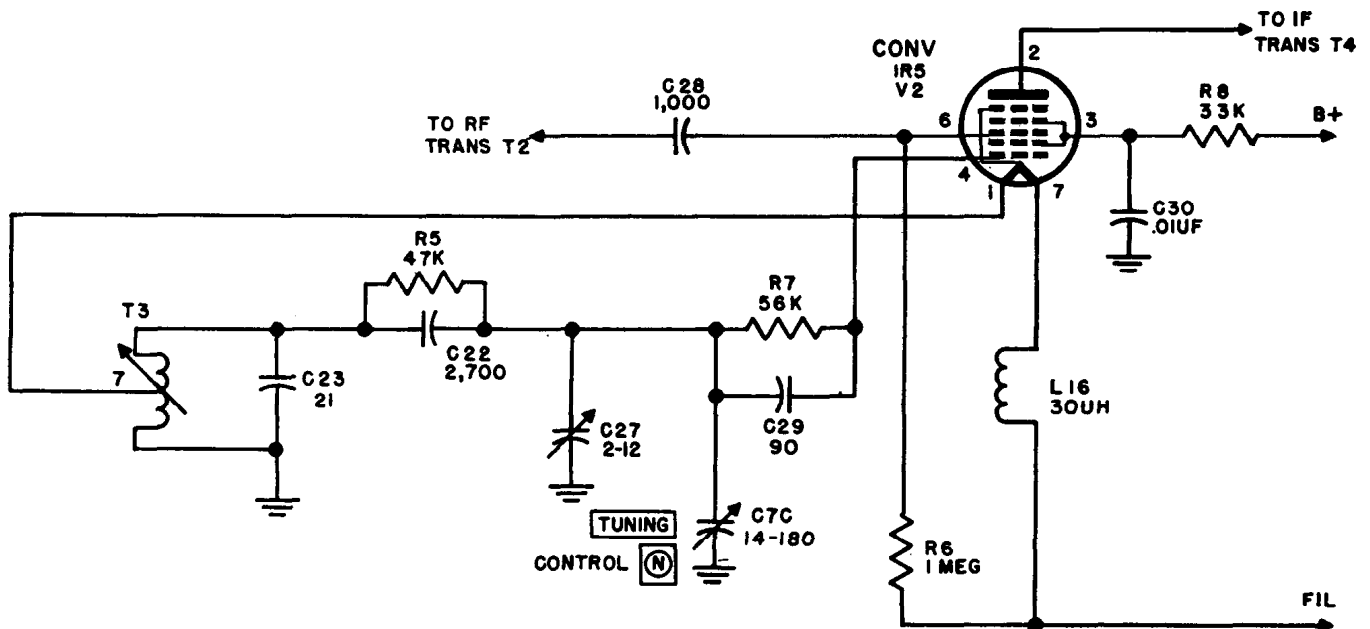 TO IF
TRANS T4
2
CONV
1R5
V2
C28
1,000
R8
33K
TO RF
TRANS T2
6
3
B+
4
1
7
C30
.01UF
R5
47K
T3
R7
56K
7
C23
21
C22
2,700
L16
30UH
C27
2-12
C29
90
TUNING
C7C
14-180
CONTROL N
R6
1 MEG
FIL